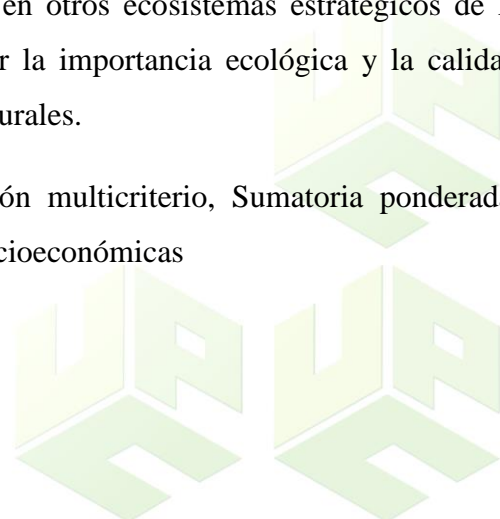 en otros ecosistemas estratégicos de
r la importancia ecológica y la calida
urales.
ón multicriterio, Sumatoria ponderad
cioeconómicas